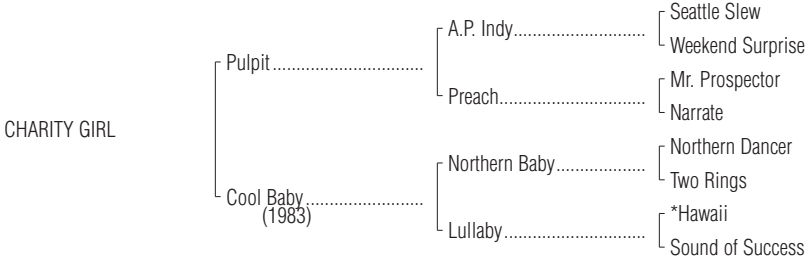 Seattle Slew
A.P. Indy..............................
Weekend Surprise
Pulpit.................................
Mr. Prospector
Preach.................................
Narrate
CHARITY GIRL
Northern Dancer
Northern Baby....................
Two Rings
Cool Baby..........................
(1983)
*Hawaii
Lullaby................................
Sound of Success